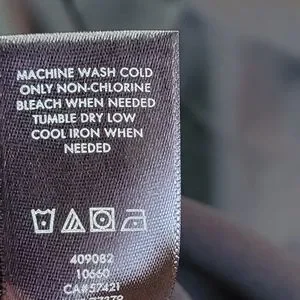 MACHINE WASH COLD
ONLY NON-CHLORINE
BLEACH WHEN NEEDED
TUMBLE DRY LOW
COOL IRON WHEN
NEEDED
409082
10660
CA#57421